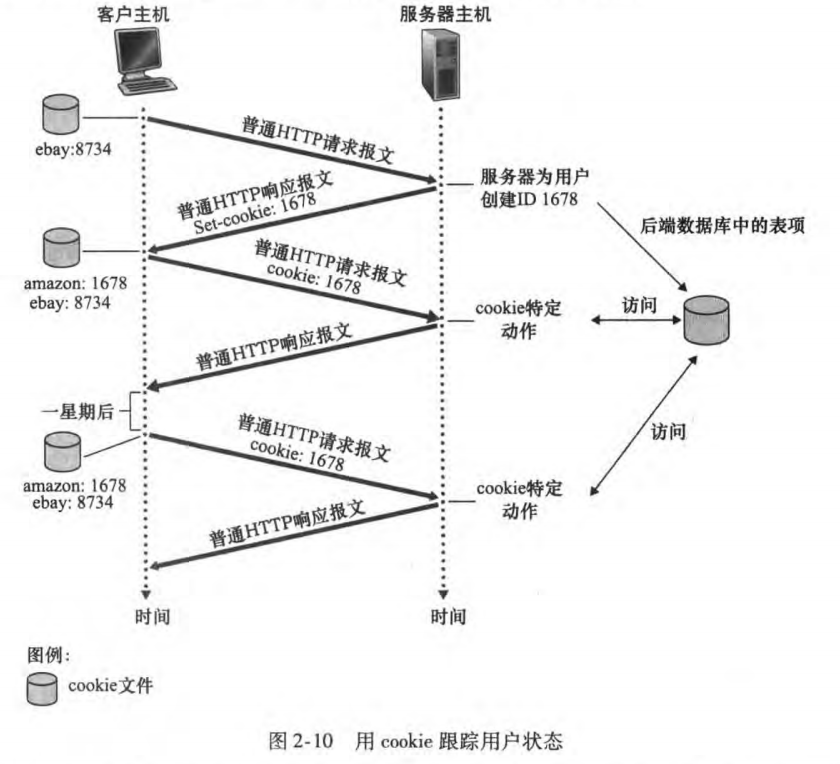 客户主机
服务器主机
ebay:8734
普通HTTP请求报文
服务器为用户
创建ID 1678
普通HTTP响应报文
Set-cookie: 1678
后端数据库中的表项
amazon: 1678
ebay: 8734
普通HTTP请求报文
cookie: 1678
cookie特定
动作
访问
普通HTTP响应报文
一星期后
amazon: 1678
ebay: 8734
普通HTTP请求报文
cookie: 1678
访问
cookie特定
动作
普通HTTP响应报文
时间
时间
图例:
cookie文件
图 2-10 用 cookie 跟踪用户状态